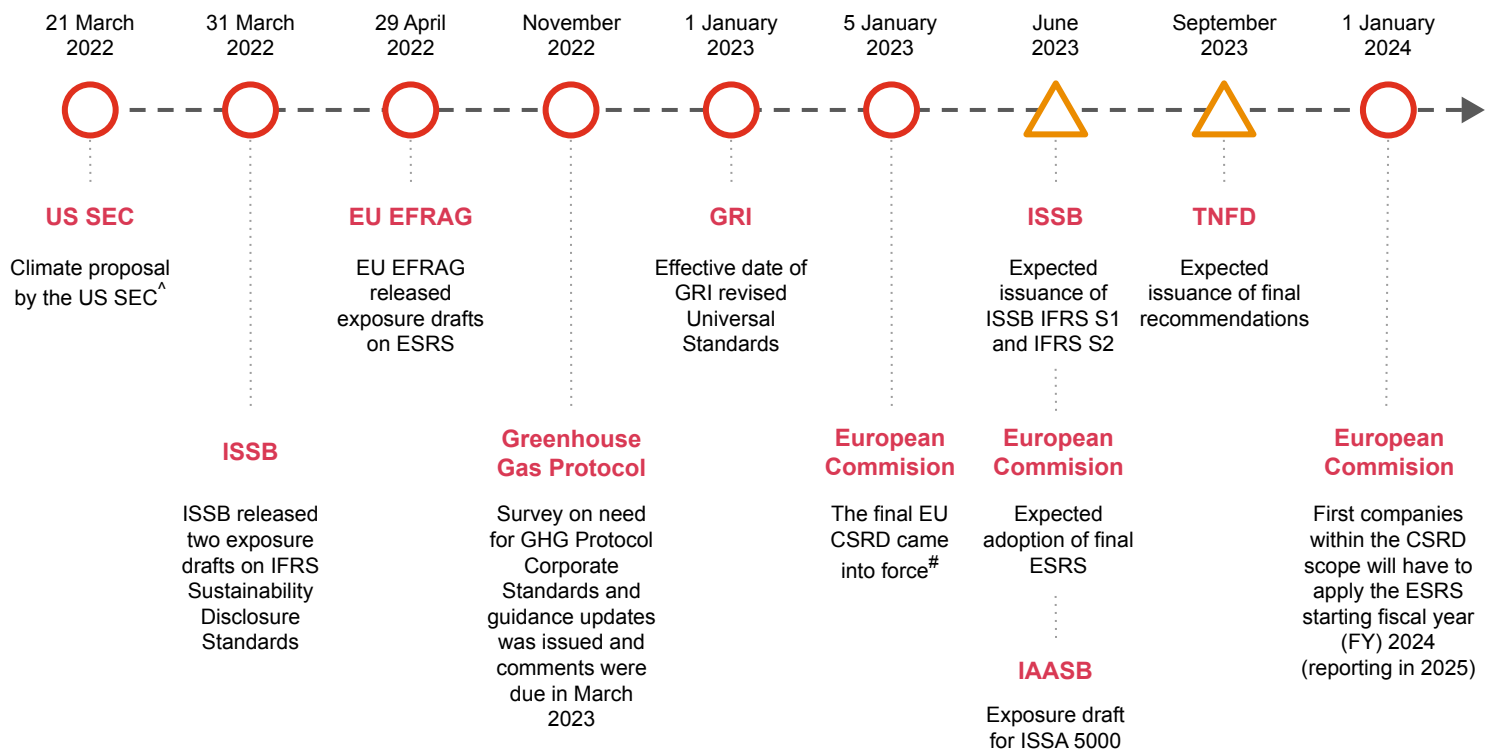 21 March
2022
31 March
2022
29 April
2022
November
2022
1 January
2023
5 January
2023
June
2023
September
2023
1 January
2024
US SEC
Climate proposal
by the US SEC^
EU EFRAG
EU EFRAG
released
exposure drafts
on ESRS
GRI
Effective date of
GRI revised
Universal
Standards
ISSB
Expected
issuance of
ISSB IFRS S1
and IFRS S2
TNFD
Expected
issuance of final
recommendations
ISSB
ISSB released
two exposure
drafts on IFRS
Sustainability
Disclosure
Standards
Greenhouse
Gas Protocol
Survey on need
for GHG Protocol
Corporate
Standards and
guidance updates
was issued and
comments were
due in March
2023
European
Commision
The final EU
CSRD came
into force#
European
Commision
Expected
adoption of final
ESRS
IAASB
Exposure draft
for ISSA 5000
European
Commision
First companies
within the CSRD
scope will have to
apply the ESRS
starting fiscal year
(FY) 2024
(reporting in 2025)